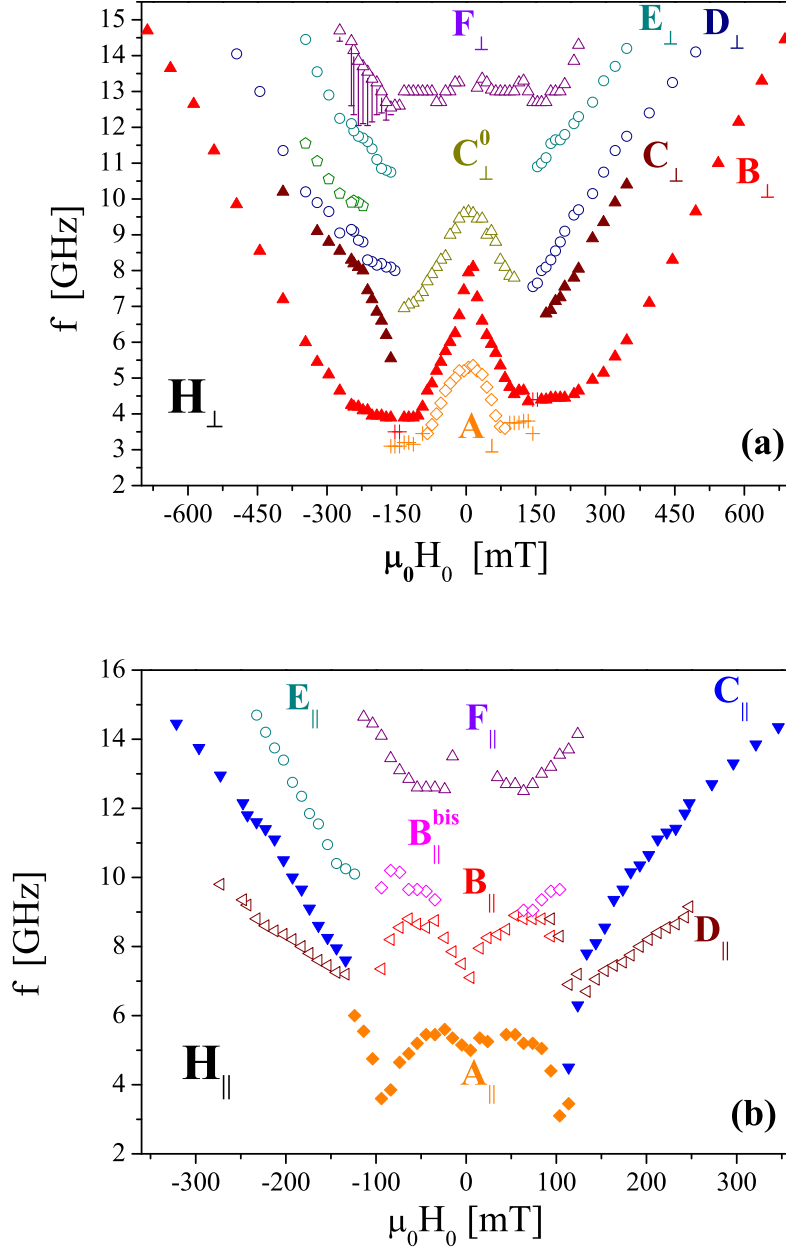 15
14
13
12
11
10
9
8
7
6
5
4
3
2
f [GHz]
F⊥
E⊥
D⊥
C⊥⁰
C⊥
B⊥
A⊥
H⊥
(a)
-600 -450 -300 -150 0 150 300 450 600
μ₀H₀ [mT]
16
14
12
10
8
6
4
2
f [GHz]
E||
F||
C||
B||bis
B||
D||
A||
H||
(b)
-300 -200 -100 0 100 200 300
μ₀H₀ [mT]